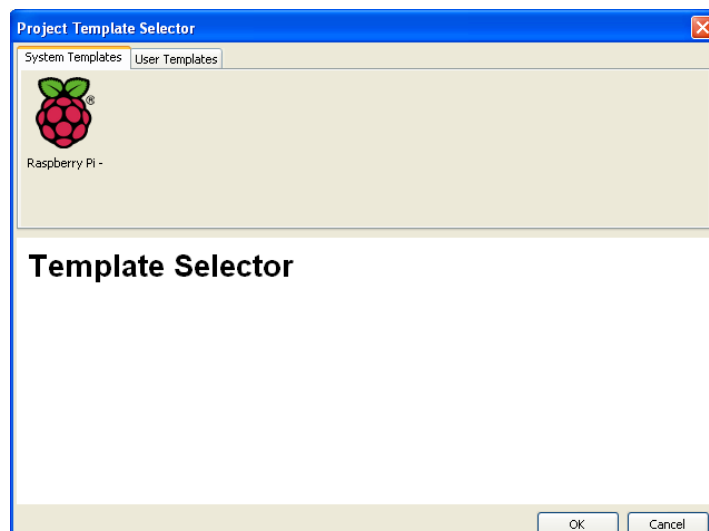 Project Template Selector
System Templates User Templates
®
Raspberry Pi -
Template Selector
OK Cancel